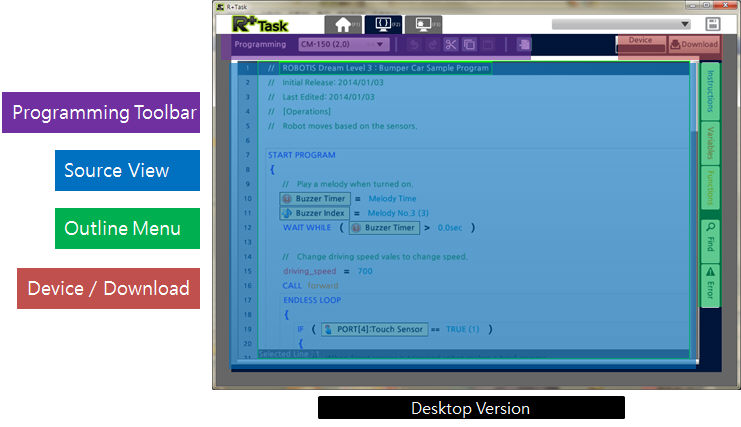 R+Task
R+Task
(F1)
(F2)
(F3)
Programming
CM-150 (2.0)
Device
Download
Programming Toolbar
Source View
Outline Menu
Device / Download
1 // ROBOTIS Dream Level 3 : Bumper Car Sample Program
2 // Initial Release: 2014/01/03
3 // Last Edited: 2014/01/03
4 // [Operations]
5 // Robot moves based on the sensors.
6
7 START PROGRAM
8 {
9 // Play a melody when turned on.
10 Buzzer Timer = Melody Time
11 Buzzer Index = Melody No.3 (3)
12 WAIT WHILE ( Buzzer Timer > 0.0sec )
13
14 // Change driving speed vales to change speed.
15 driving_speed = 700
16 CALL forward
17 ENDLESS LOOP
18 {
19 IF ( PORT[4]:Touch Sensor == TRUE (1) )
20 {
Selected Line : 1
Instructions
Variables
Functions
Find
Error
Desktop Version